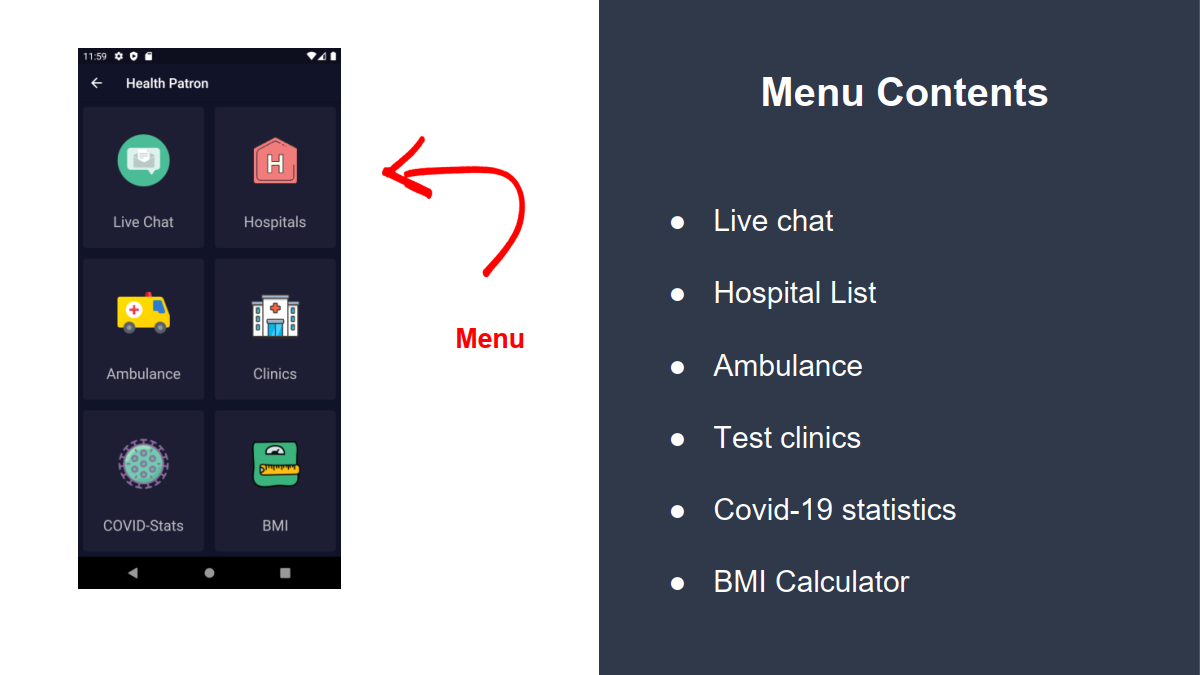 11:59
Health Patron
H
Live Chat
Hospitals
Ambulance
Clinics
COVID-Stats
BMI
Menu
Menu Contents
● Live chat
● Hospital List
● Ambulance
● Test clinics
● Covid-19 statistics
● BMI Calculator